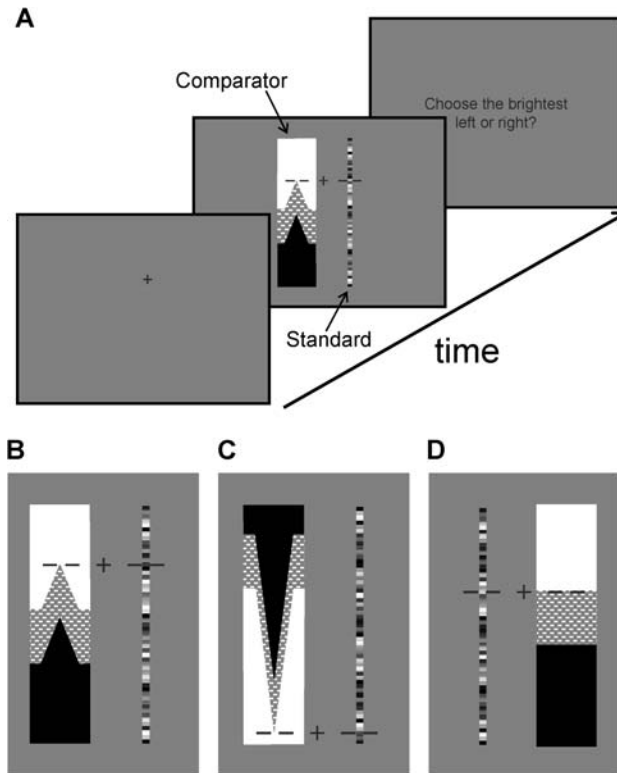 A
Comparator
Choose the brightest
left or right?
Standard
time
B
C
D